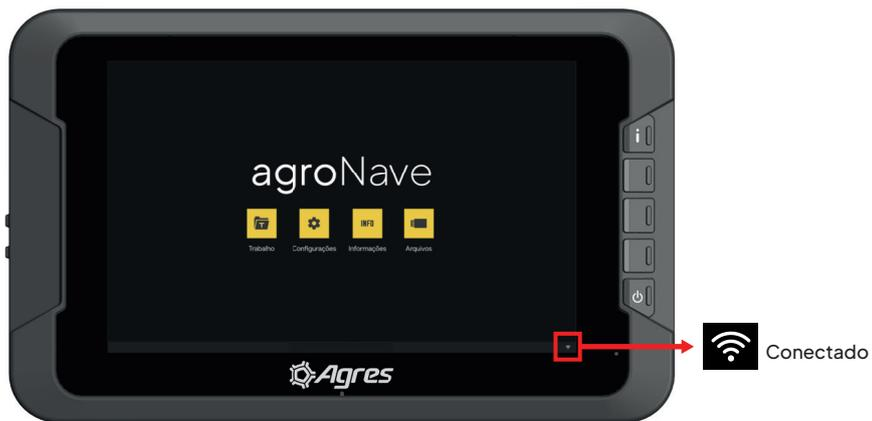 agroNave
INFO
Trabalho Configurações Informações Arquivos
Agres
i
Conectado